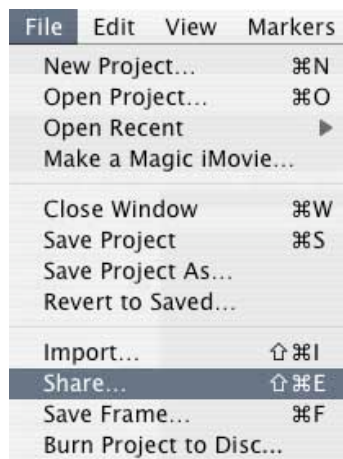 File Edit View Markers
New Project... ⌘N
Open Project... ⌘O
Open Recent ▶
Make a Magic iMovie...
Close Window ⌘W
Save Project ⌘S
Save Project As...
Revert to Saved...
Import... ⇧⌘I
Share... ⇧⌘E
Save Frame... ⌘F
Burn Project to Disc...